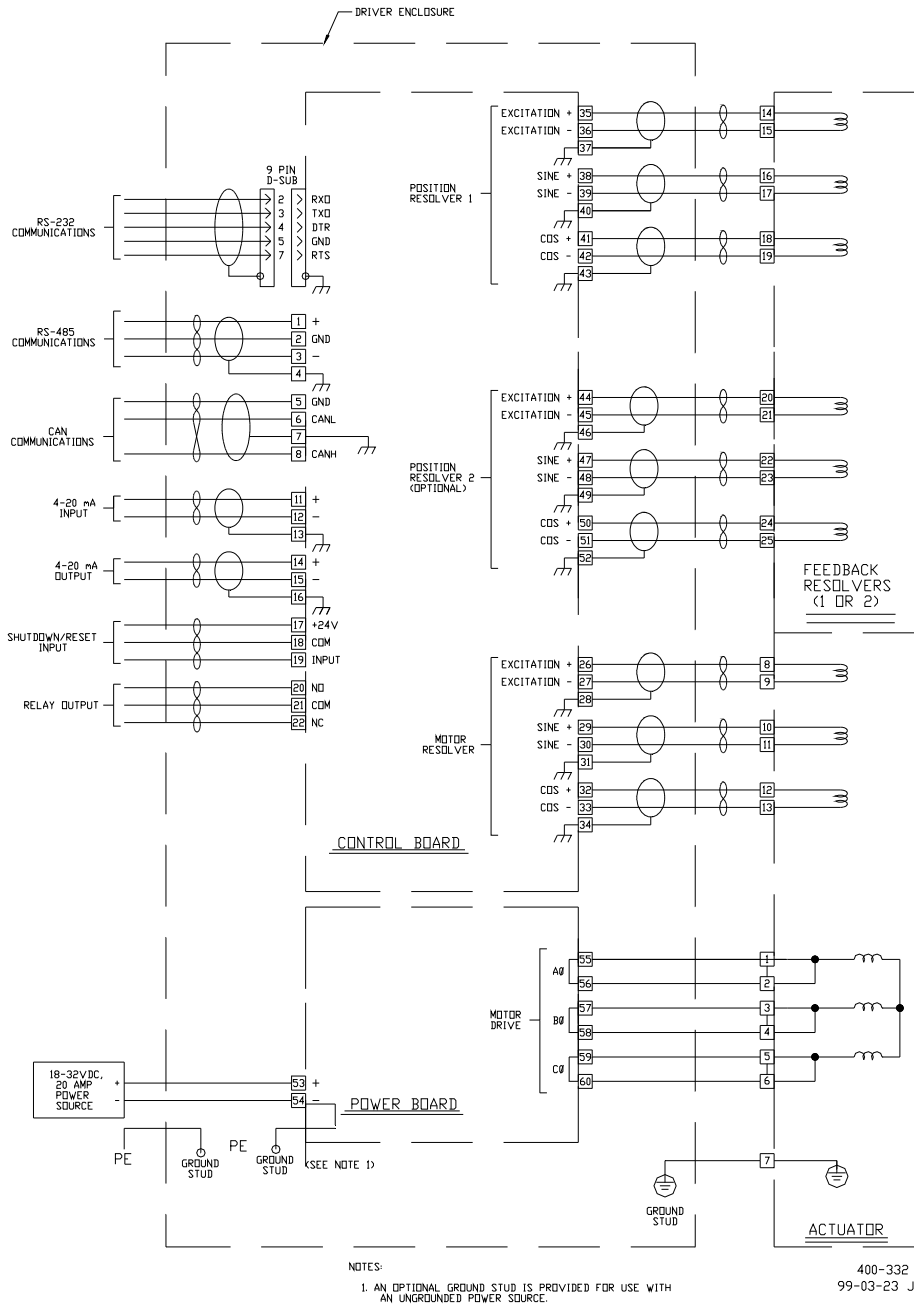 DRIVER ENCLOSURE
9 PIN
D-SUB
RS-232
COMMUNICATIONS
2 RXD
3 TXD
4 DTR
5 GND
7 RTS
RS-485
COMMUNICATIONS
1 +
2 GND
3 -
4
CAN
COMMUNICATIONS
5 GND
6 CANL
7
8 CANH
4-20 mA
INPUT
11 +
12 -
13
4-20 mA
OUTPUT
14 +
15 -
16
SHUTDOWN/RESET
INPUT
17 +24V
18 COM
19 INPUT
RELAY OUTPUT
20 NO
21 COM
22 NC
POSITION
RESOLVER 1
EXCITATION + 35 14
EXCITATION - 36 15
37
SINE + 38 16
SINE - 39 17
40
COS + 41 18
COS - 42 19
43
POSITION
RESOLVER 2
(OPTIONAL)
EXCITATION + 44 20
EXCITATION - 45 21
46
SINE + 47 22
SINE - 48 23
49
COS + 50 24
COS - 51 25
52
FEEDBACK
RESOLVERS
(1 OR 2)
MOTOR
RESOLVER
EXCITATION + 26 8
EXCITATION - 27 9
28
SINE + 29 10
SINE - 30 11
31
COS + 32 12
COS - 33 13
34
CONTROL BOARD
MOTOR
DRIVE
AØ
55 1
56 2
BØ
57 3
58 4
CØ
59 5
60 6
18-32VDC,
20 AMP
POWER
SOURCE
+
-
53 +
54 -
POWER BOARD
PE
GROUND
STUD
PE
GROUND
STUD
(SEE NOTE 1)
7
GROUND
STUD
ACTUATOR
NOTES:
1. AN OPTIONAL GROUND STUD IS PROVIDED FOR USE WITH
AN UNGROUNDED POWER SOURCE.
400-332
99-03-23 J